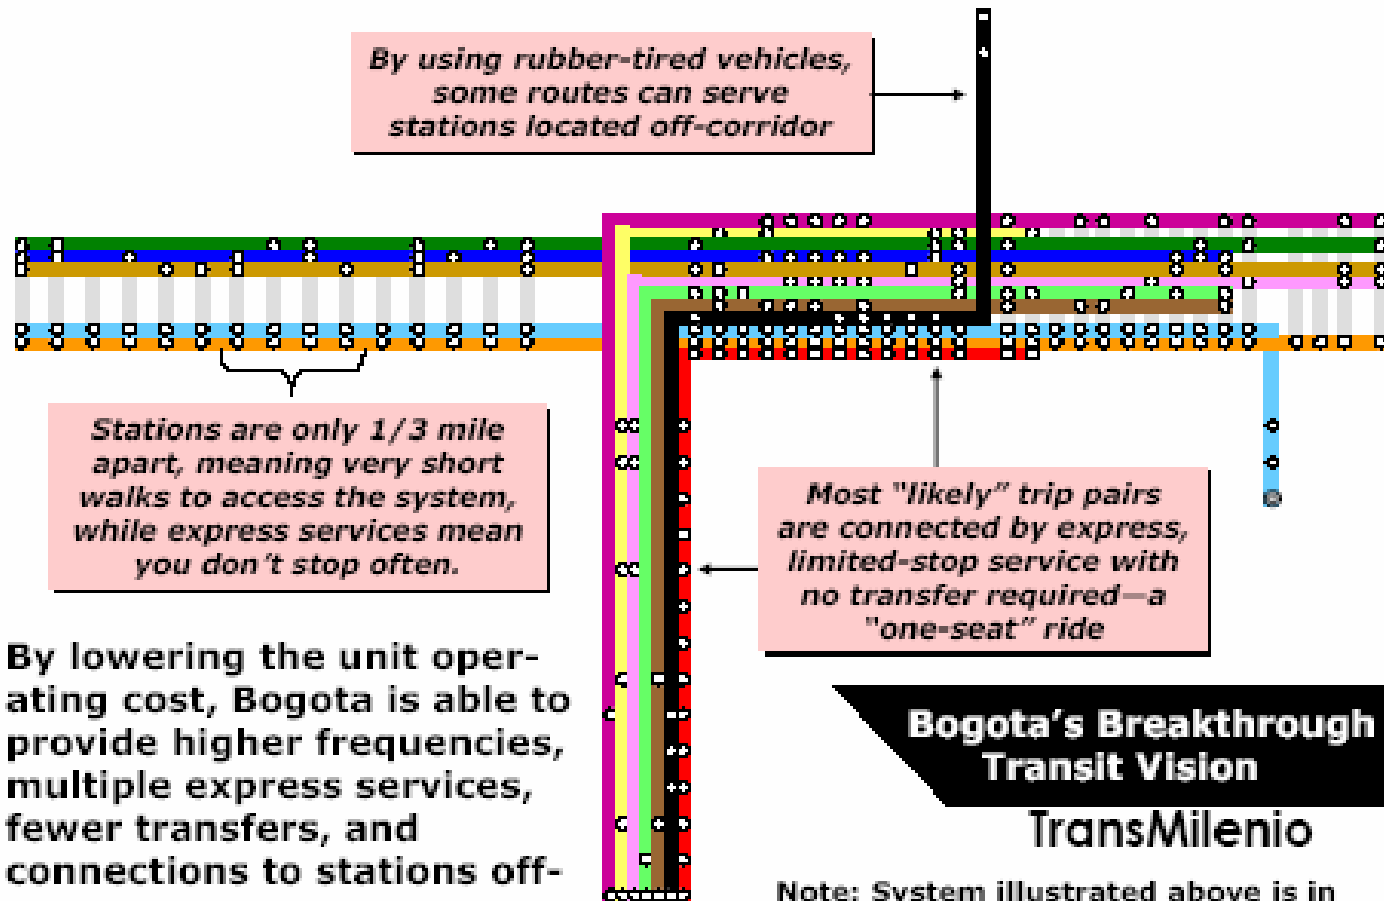 By using rubber-tired vehicles,
some routes can serve
stations located off-corridor
Stations are only 1/3 mile
apart, meaning very short
walks to access the system,
while express services mean
you don’t stop often.
Most “likely” trip pairs
are connected by express,
limited-stop service with
no transfer required—a
“one-seat” ride
By lowering the unit oper-
ating cost, Bogota is able to
provide higher frequencies,
multiple express services,
fewer transfers, and
connections to stations off-
Bogota’s Breakthrough
Transit Vision
TransMilenio
Note: System illustrated above is in